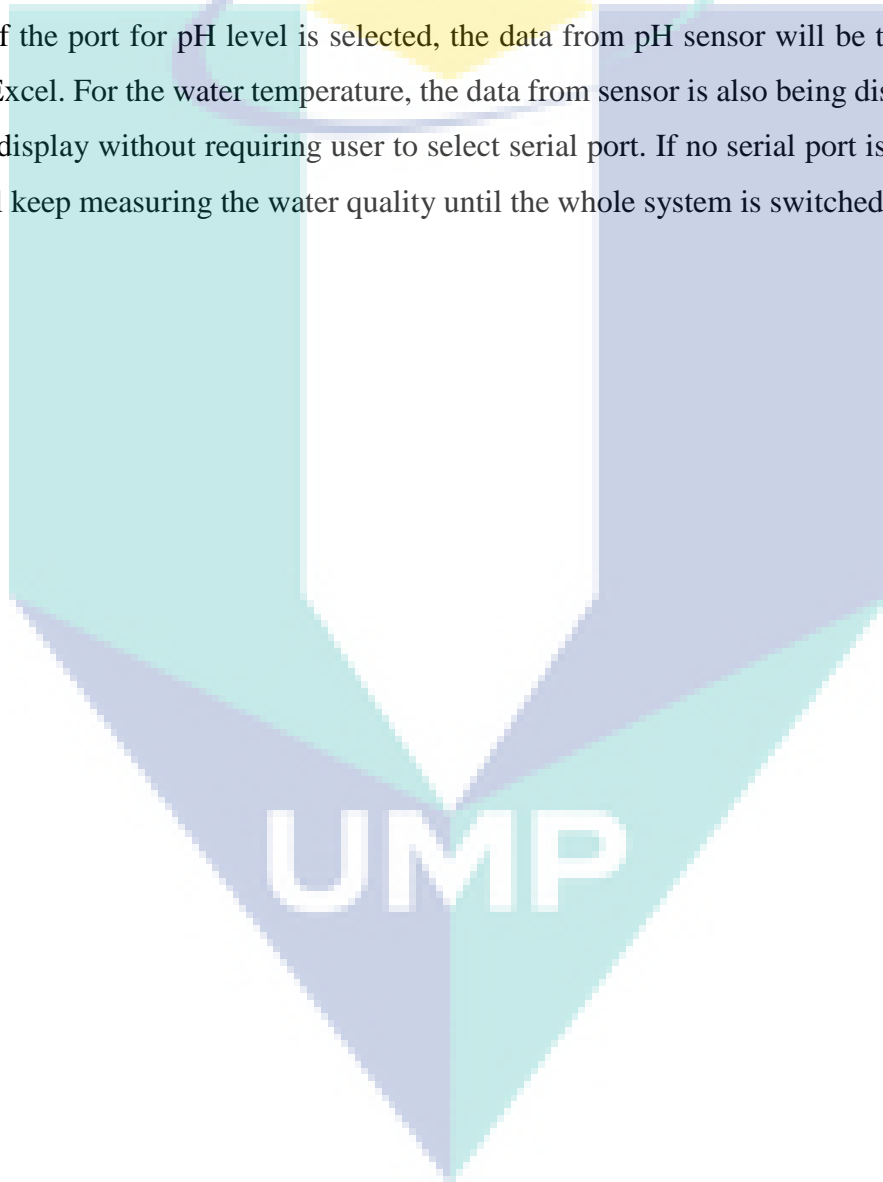 f the port for pH level is selected, the data from pH sensor will be t
Excel. For the water temperature, the data from sensor is also being dis
display without requiring user to select serial port. If no serial port is
keep measuring the water quality until the whole system is switched
UMP